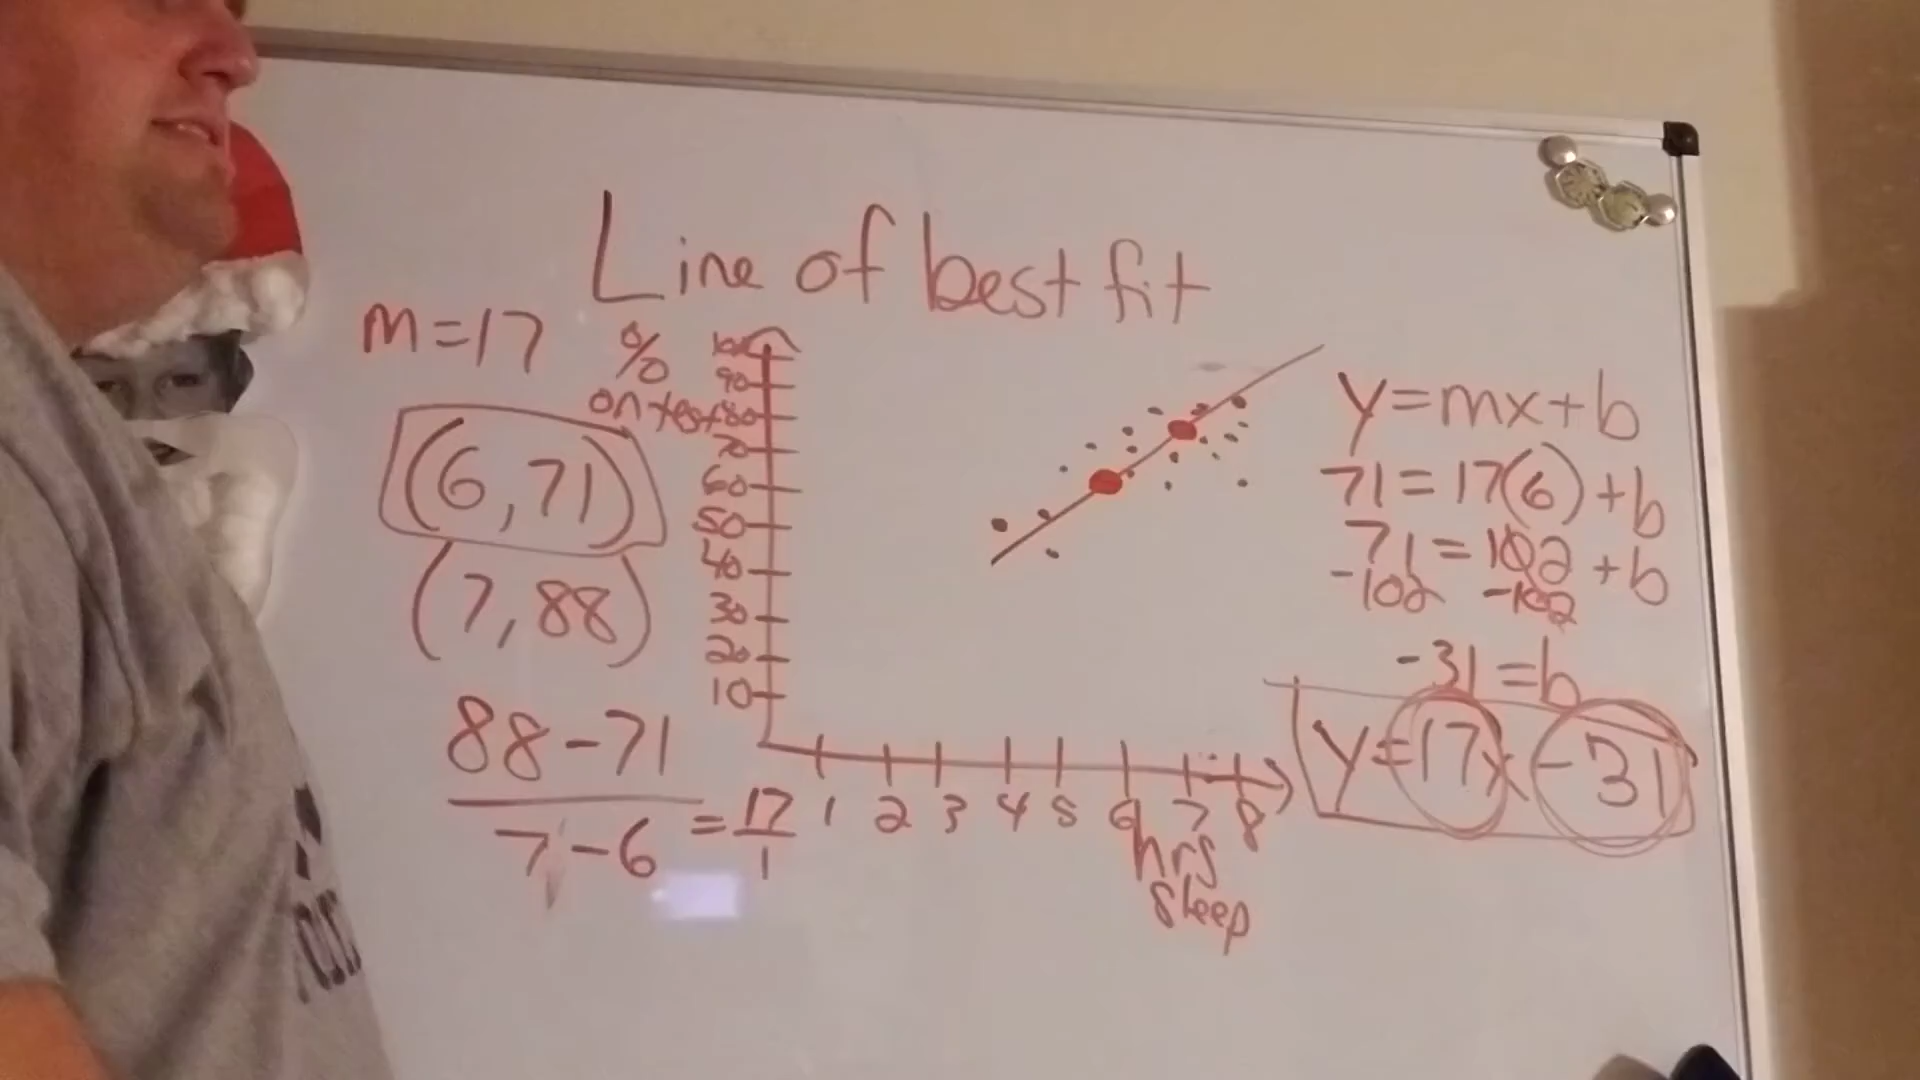 Line of best fit
m=17
(6,71)
(7,88)
88-71
7-6
=17
1
%
on test
100
90
80
70
60
50
40
30
20
10
1 2 3 4 5 6 7 8
hrs
sleep
y=mx+b
71=17(6)+b
71=102+b
-102 -102
-31=b
y=17x-31